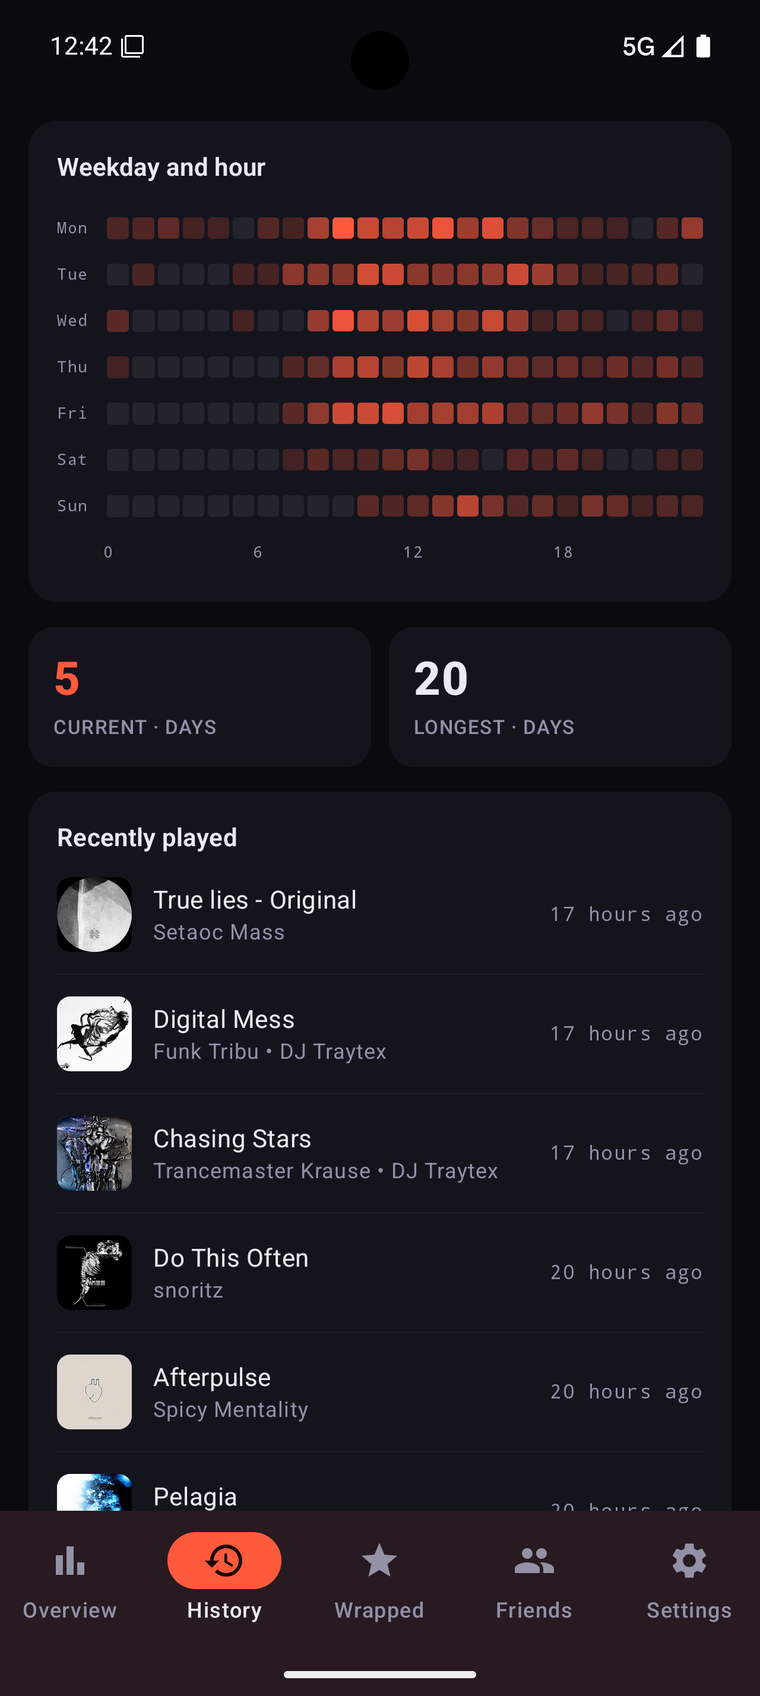 12:42
5G
Weekday and hour
Mon
Tue
Wed
Thu
Fri
Sat
Sun
0 6 12 18
5
CURRENT · DAYS
20
LONGEST · DAYS
Recently played
True lies - Original
Setaoc Mass
17 hours ago
Digital Mess
Funk Tribu • DJ Traytex
17 hours ago
Chasing Stars
Trancemaster Krause • DJ Traytex
17 hours ago
Do This Often
snoritz
20 hours ago
Afterpulse
Spicy Mentality
20 hours ago
Pelagia
20 hours ago
Overview
History
Wrapped
Friends
Settings